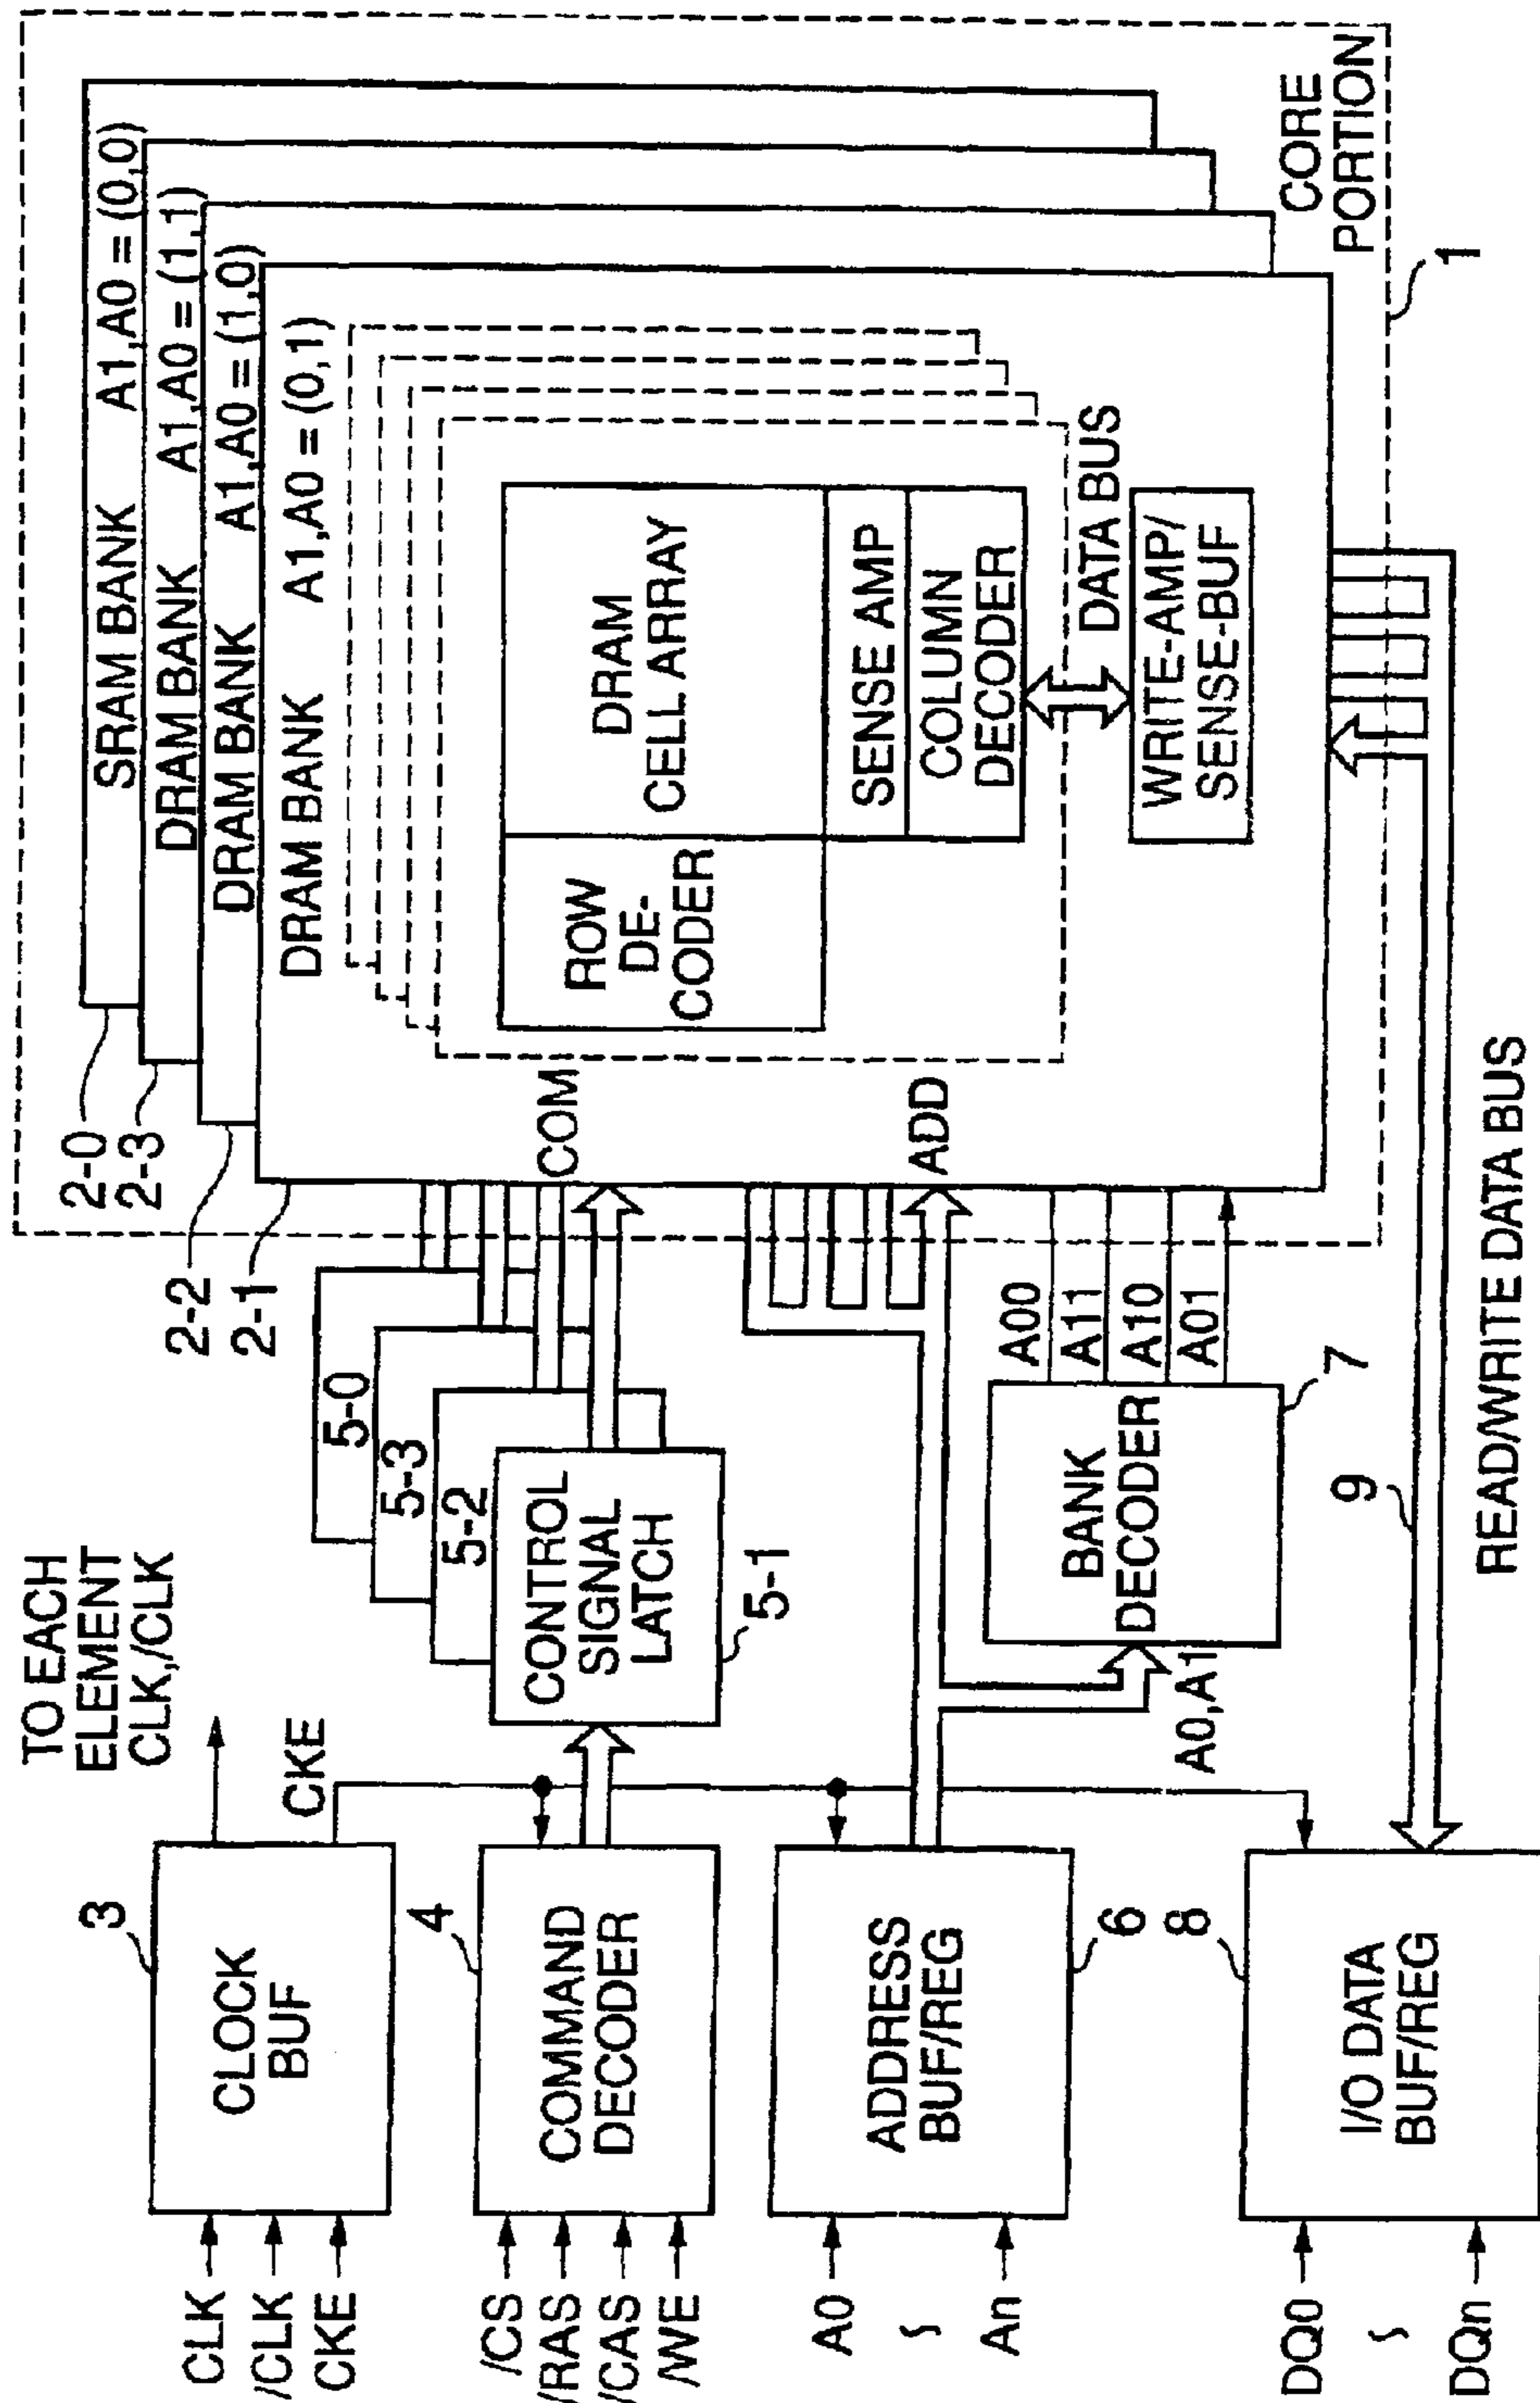 CLK
/CLK
CKE
3
CLOCK
BUF
TO EACH
ELEMENT
CLK,/CLK
CKE
/CS
/RAS
/CAS
/WE
4
COMMAND
DECODER
5-0
5-3
5-2
CONTROL
SIGNAL
LATCH
5-1
A0
An
ADDRESS
BUF/REG
6
A0,A1
BANK
DECODER
7
A00
A11
A10
A01
DQ0
DQn
8
I/O DATA
BUF/REG
9
READ/WRITE DATA BUS
2-0
2-3
2-2
2-1
COM
ADD
SRAM BANK A1,A0 = (0,0)
DRAM BANK A1,A0 = (1,1)
DRAM BANK A1,A0 = (1,0)
DRAM BANK A1,A0 = (0,1)
ROW
DE-
CODER
DRAM
CELL ARRAY
SENSE AMP
COLUMN
DECODER
DATA BUS
WRITE-AMP/
SENSE-BUF
CORE
PORTION
1